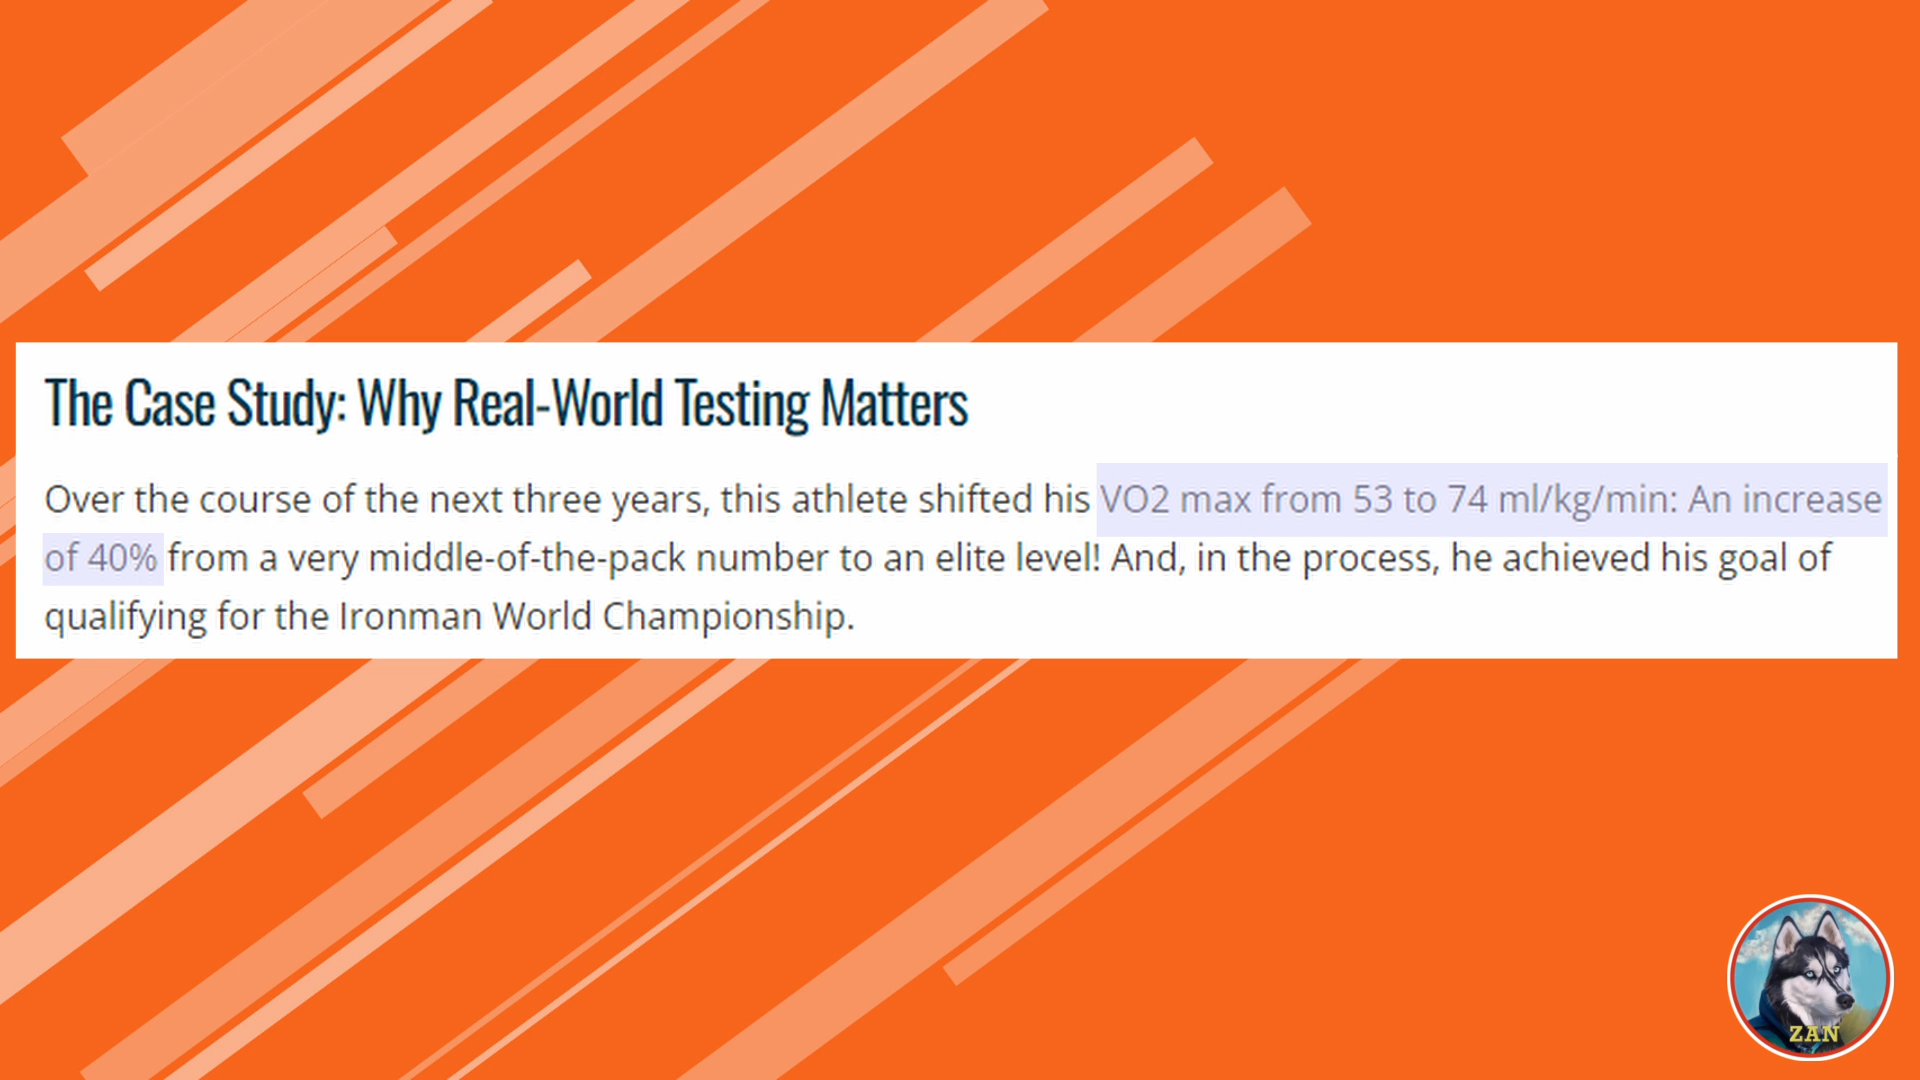 The Case Study: Why Real-World Testing Matters
Over the course of the next three years, this athlete shifted his VO2 max from 53 to 74 ml/kg/min: An increase
of 40% from a very middle-of-the-pack number to an elite level! And, in the process, he achieved his goal of
qualifying for the Ironman World Championship.
ZAN